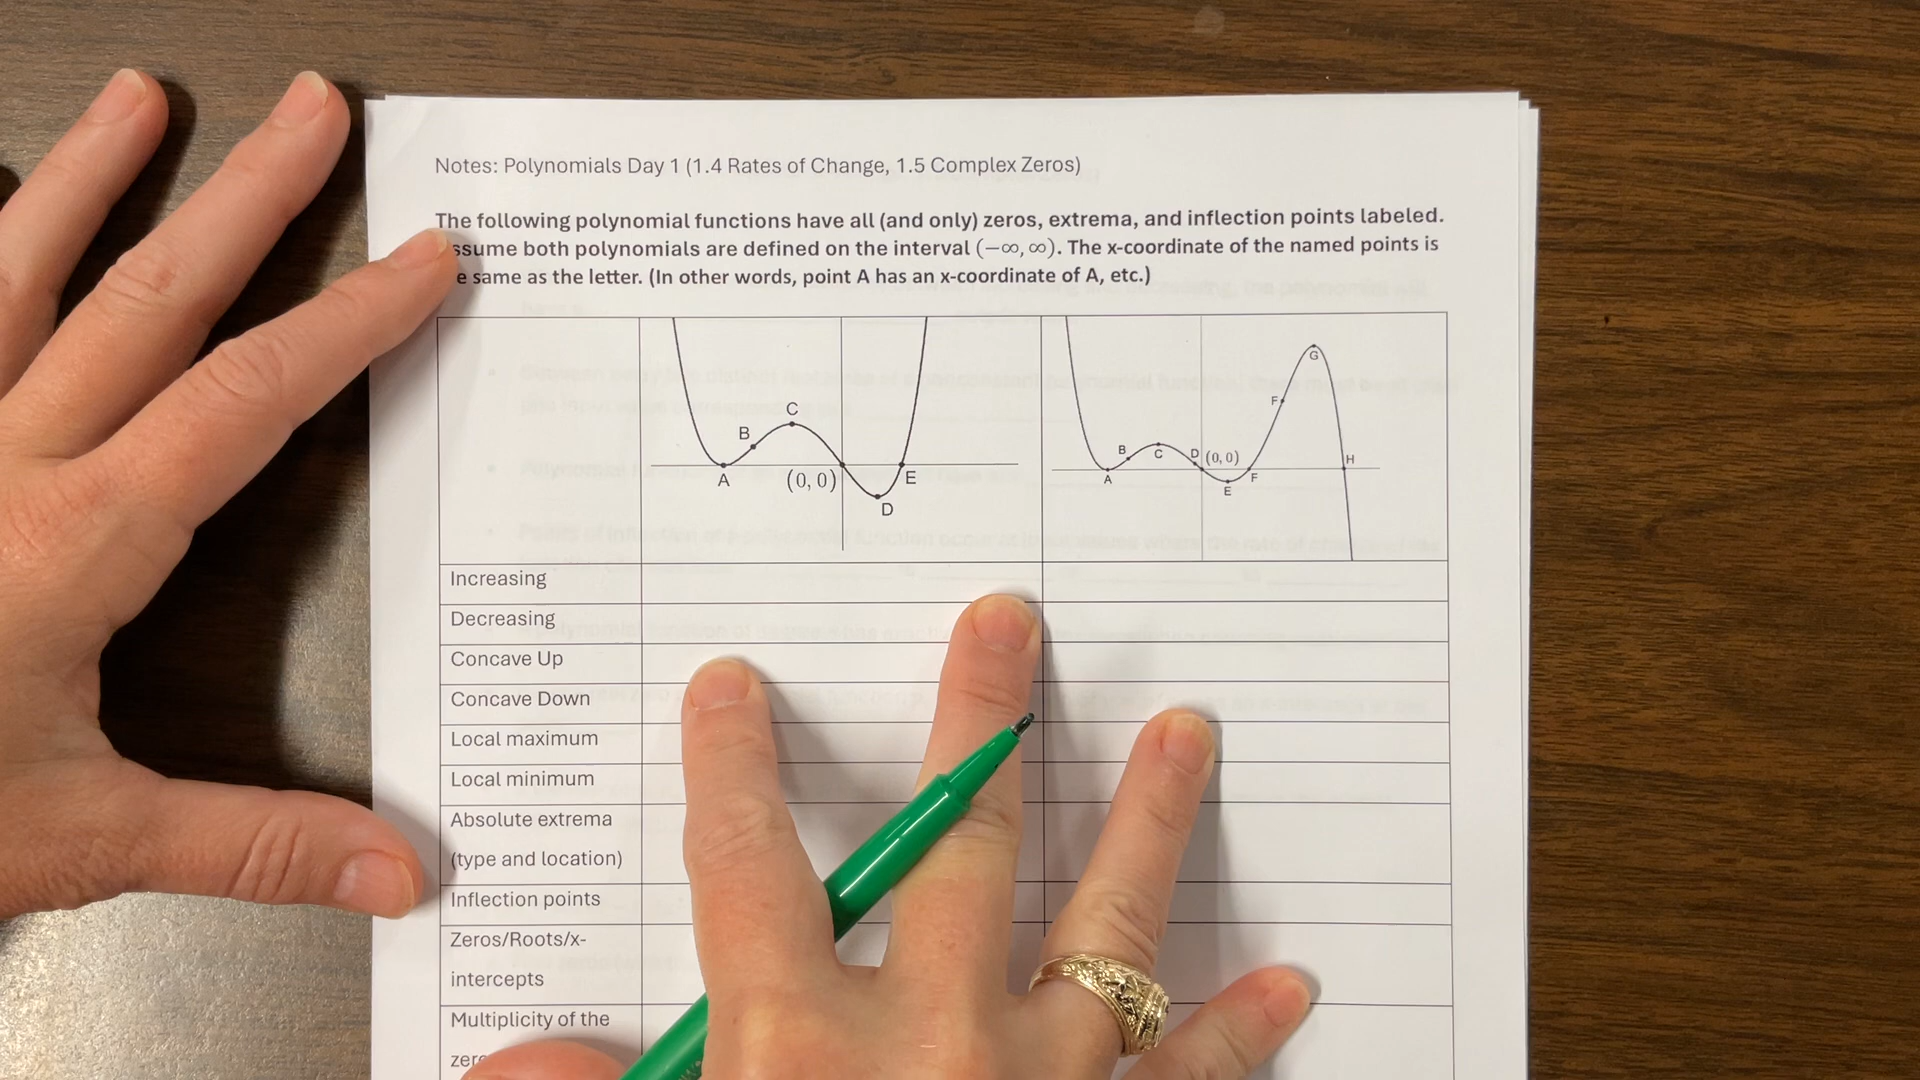 Notes: Polynomials Day 1 (1.4 Rates of Change, 1.5 Complex Zeros)
The following polynomial functions have all (and only) zeros, extrema, and inflection points labeled.
ssume both polynomials are defined on the interval (−∞, ∞). The x-coordinate of the named points is
e same as the letter. (In other words, point A has an x-coordinate of A, etc.)
A B C (0, 0) D E
A B C D (0, 0) E F F G H
Increasing
Decreasing
Concave Up
Concave Down
Local maximum
Local minimum
Absolute extrema
(type and location)
Inflection points
Zeros/Roots/x-
intercepts
Multiplicity of the
zer